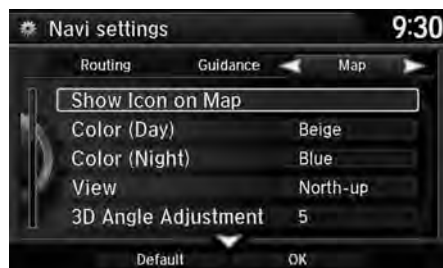 Navi settings 9:30
Routing Guidance Map
Show Icon on Map
Color (Day) Beige
Color (Night) Blue
View North-up
3D Angle Adjustment 5
Default OK